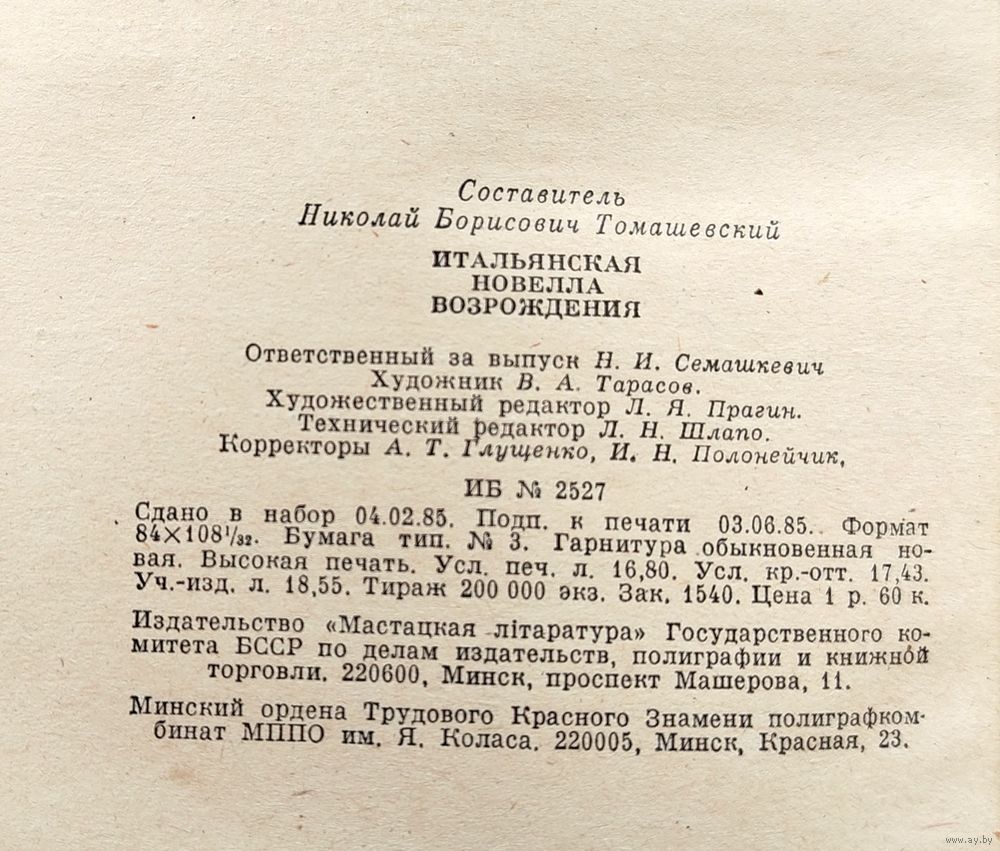 Составитель
Николай Борисович Томашевский
ИТАЛЬЯНСКАЯ
НОВЕЛЛА
ВОЗРОЖДЕНИЯ
Ответственный за выпуск Н. И. Семашкевич
Художник В. А. Тарасов.
Художественный редактор Л. Я. Прагин.
Технический редактор Л. Н. Шлапо.
Корректоры А. Т. Глущенко, И. Н. Полонейчик,
ИБ № 2527
Сдано в набор 04.02.85. Подп. к печати 03.06.85. Формат
84×108¹/₃₂. Бумага тип. № 3. Гарнитура обыкновенная но-
вая. Высокая печать. Усл. печ. л. 16,80. Усл. кр.-отт. 17,43.
Уч.-изд. л. 18,55. Тираж 200 000 экз. Зак. 1540. Цена 1 р. 60 к.
Издательство «Мастацкая літаратура» Государственного ко-
митета БССР по делам издательств, полиграфии и книжной
торговли. 220600, Минск, проспект Машерова, 11.
Минский ордена Трудового Красного Знамени полиграфком-
бинат МППО им. Я. Коласа. 220005, Минск, Красная, 23.
www.ay.by